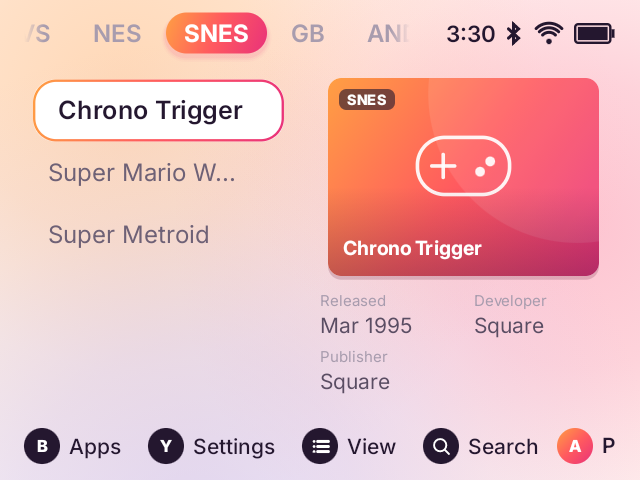 /S NES SNES GB AN 3:30
Chrono Trigger
Super Mario W...
Super Metroid
SNES
Chrono Trigger
Released
Mar 1995
Developer
Square
Publisher
Square
B Apps Y Settings View Search A P